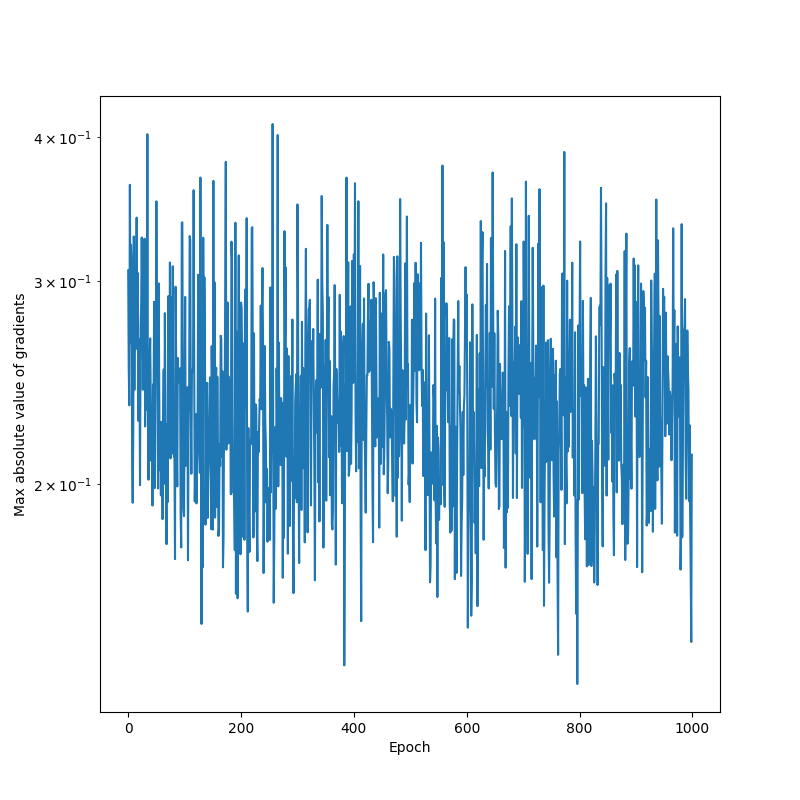 4 × 10⁻¹
3 × 10⁻¹
2 × 10⁻¹
Max absolute value of gradients
0 200 400 600 800 1000
Epoch